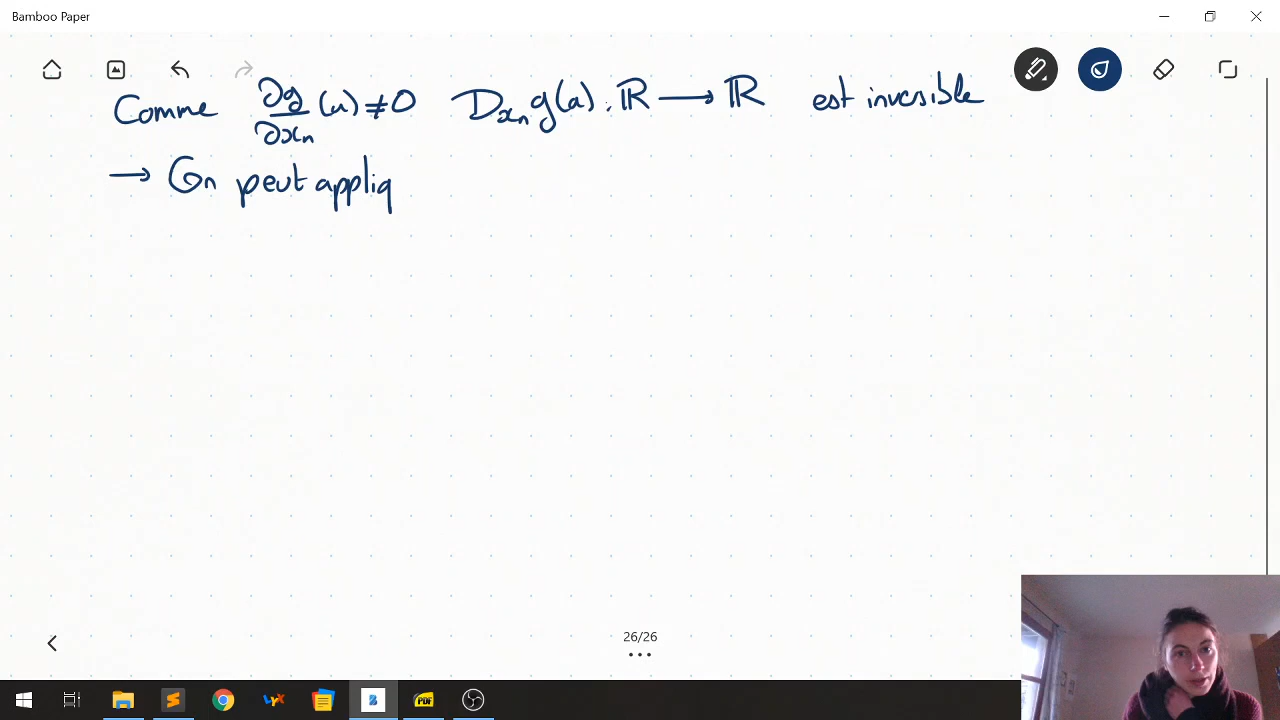 Bamboo Paper
Comme ∂g/∂xn (a) ≠ 0 Dxn g(a) : ℝ → ℝ est inversible
→ On peut appliq
26/26